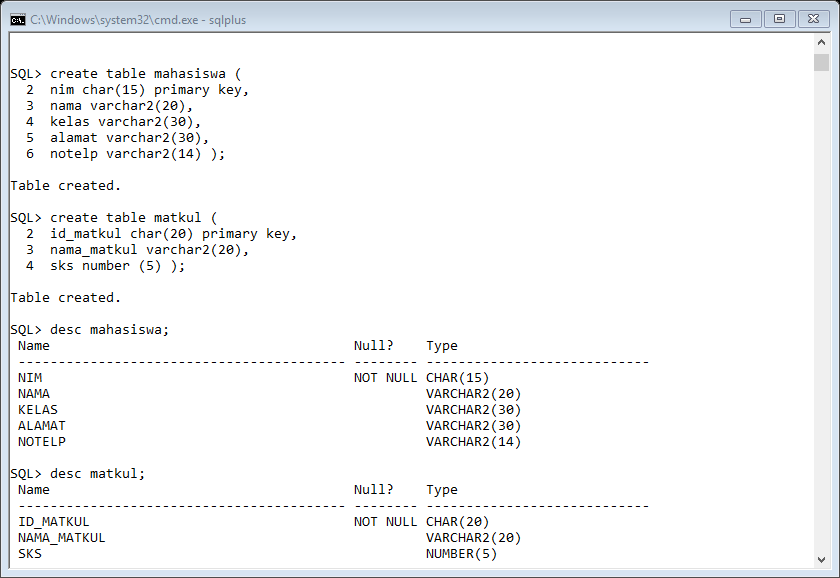 C:\Windows\system32\cmd.exe - sqlplus
SQL> create table mahasiswa (
  2  nim char(15) primary key,
  3  nama varchar2(20),
  4  kelas varchar2(30),
  5  alamat varchar2(30),
  6  notelp varchar2(14) );
Table created.
SQL> create table matkul (
  2  id_matkul char(20) primary key,
  3  nama_matkul varchar2(20),
  4  sks number (5) );
Table created.
SQL> desc mahasiswa;
 Name                                      Null?    Type
 ----------------------------------------- -------- ----------------------------
 NIM                                       NOT NULL CHAR(15)
 NAMA                                               VARCHAR2(20)
 KELAS                                              VARCHAR2(30)
 ALAMAT                                             VARCHAR2(30)
 NOTELP                                             VARCHAR2(14)
SQL> desc matkul;
 Name                                      Null?    Type
 ----------------------------------------- -------- ----------------------------
 ID_MATKUL                                 NOT NULL CHAR(20)
 NAMA_MATKUL                                        VARCHAR2(20)
 SKS                                                NUMBER(5)